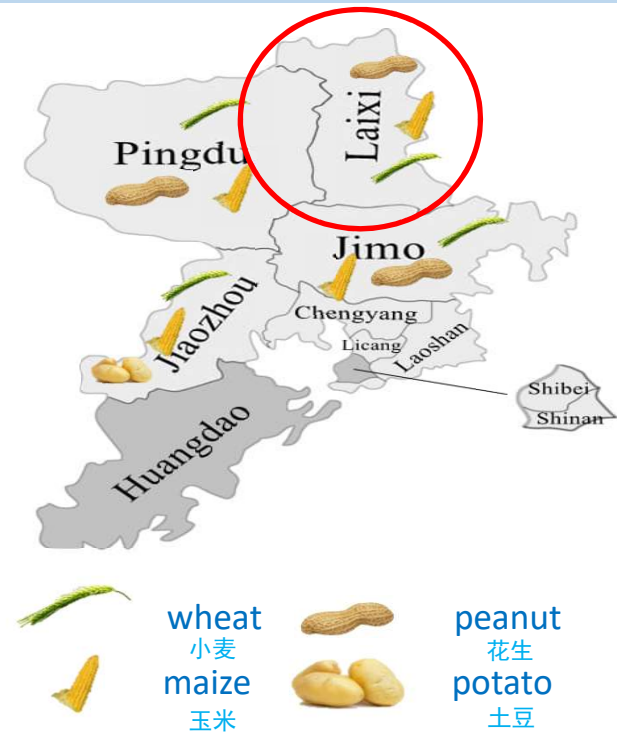 Laixi
Pingdu
Jimo
Jiaozhou
Chengyang
Licang
Laoshan
Shibei
Shinan
Huangdao
wheat
小麦
peanut
花生
maize
玉米
potato
土豆